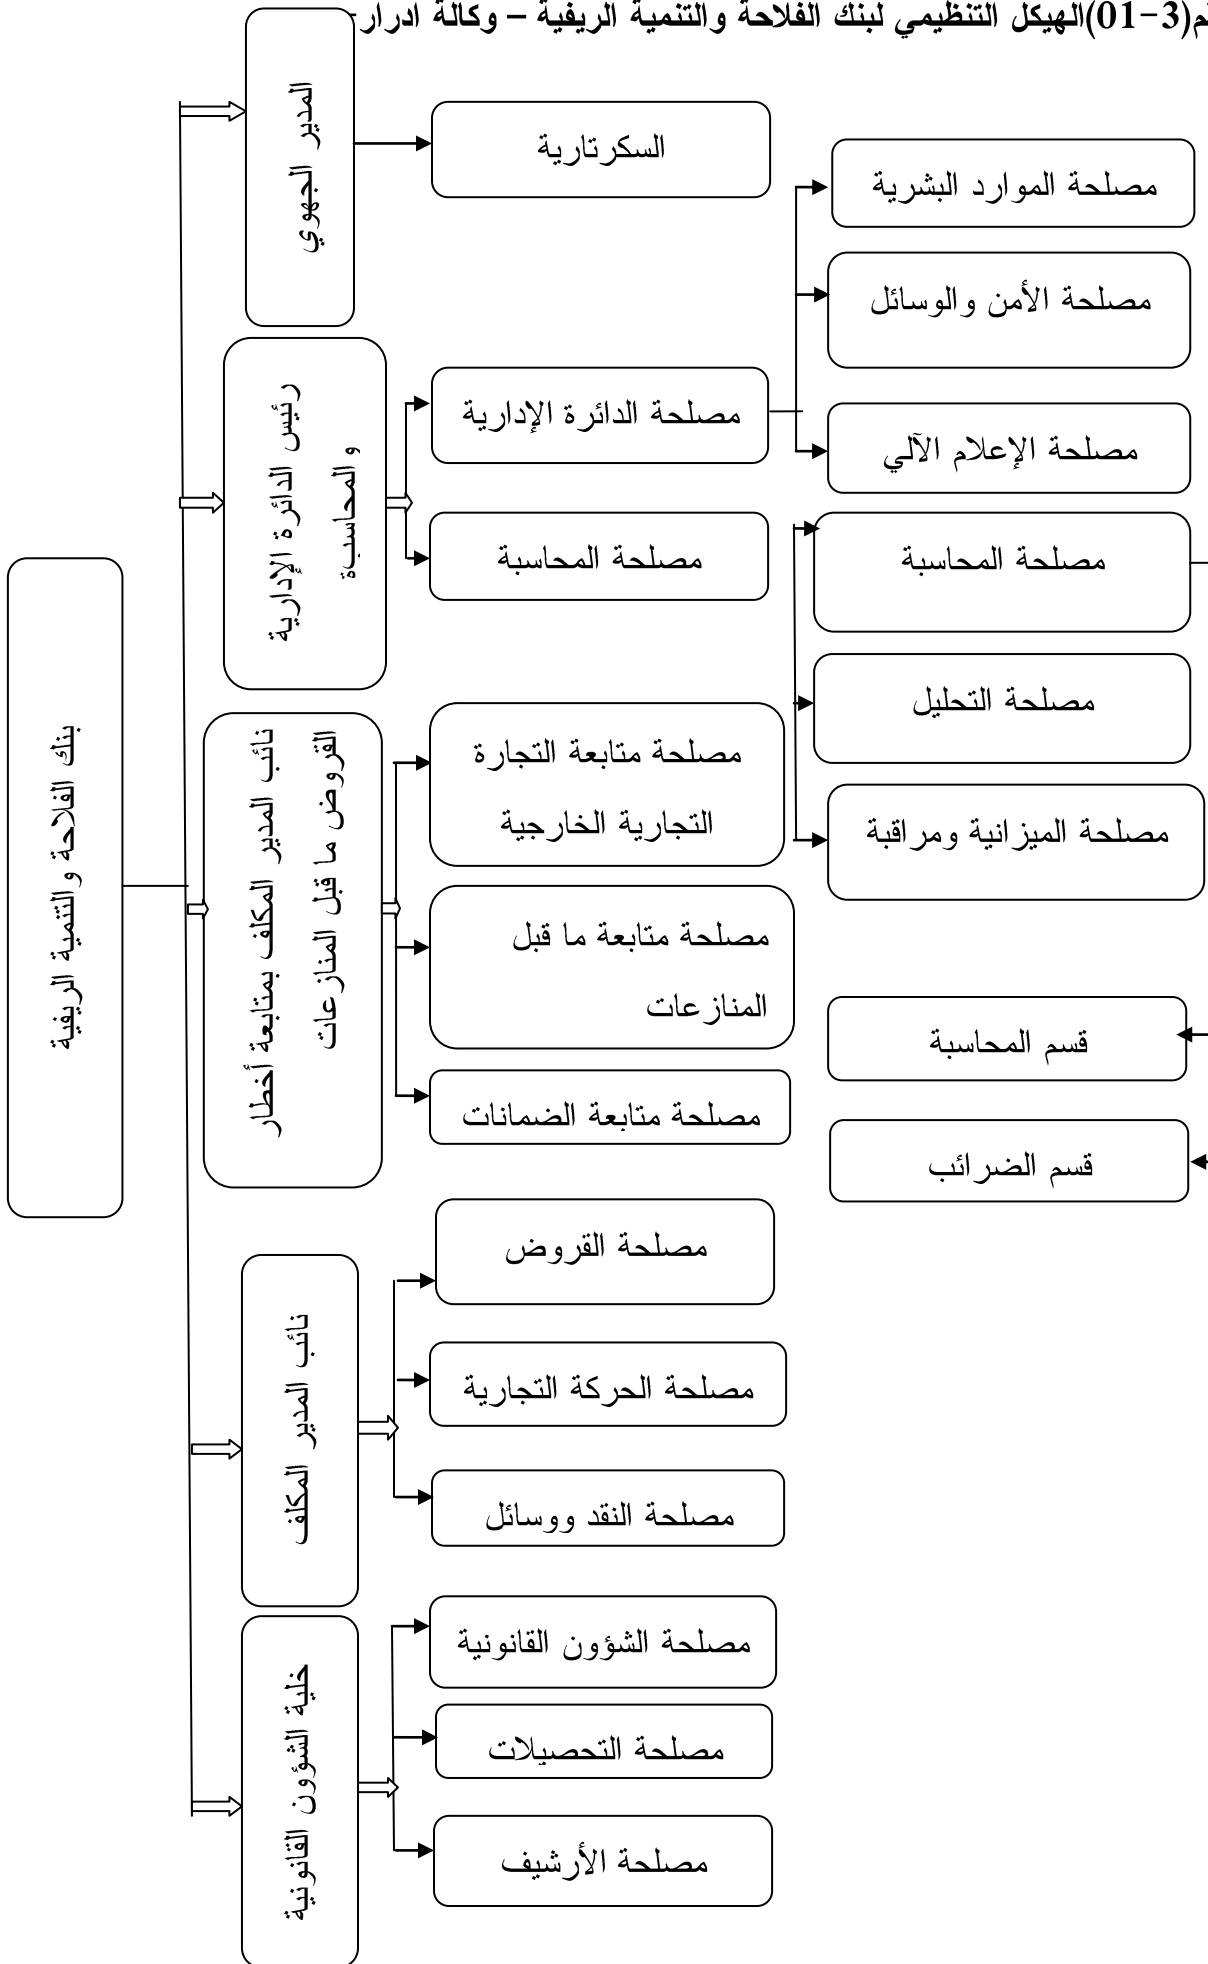 م(3-01)الهيكل التنظيمي لبنك الفلاحة والتنمية الريفية – وكالة ادرار-
بنك الفلاحة والتنمية الريفية
المدير الجهوي
السكرتارية
رئيس الدائرة الإدارية
و المحاسبة
مصلحة الدائرة الإدارية
مصلحة الموارد البشرية
مصلحة الأمن والوسائل
مصلحة الإعلام الآلي
مصلحة المحاسبة
مصلحة المحاسبة
مصلحة التحليل
مصلحة الميزانية ومراقبة
قسم المحاسبة
قسم الضرائب
نائب المدير المكلف بمتابعة أخطار
القروض ما قبل المنازعات
مصلحة متابعة التجارة
التجارية الخارجية
مصلحة متابعة ما قبل
المنازعات
مصلحة متابعة الضمانات
نائب المدير المكلف
مصلحة القروض
مصلحة الحركة التجارية
مصلحة النقد ووسائل
خلية الشؤون القانونية
مصلحة الشؤون القانونية
مصلحة التحصيلات
مصلحة الأرشيف